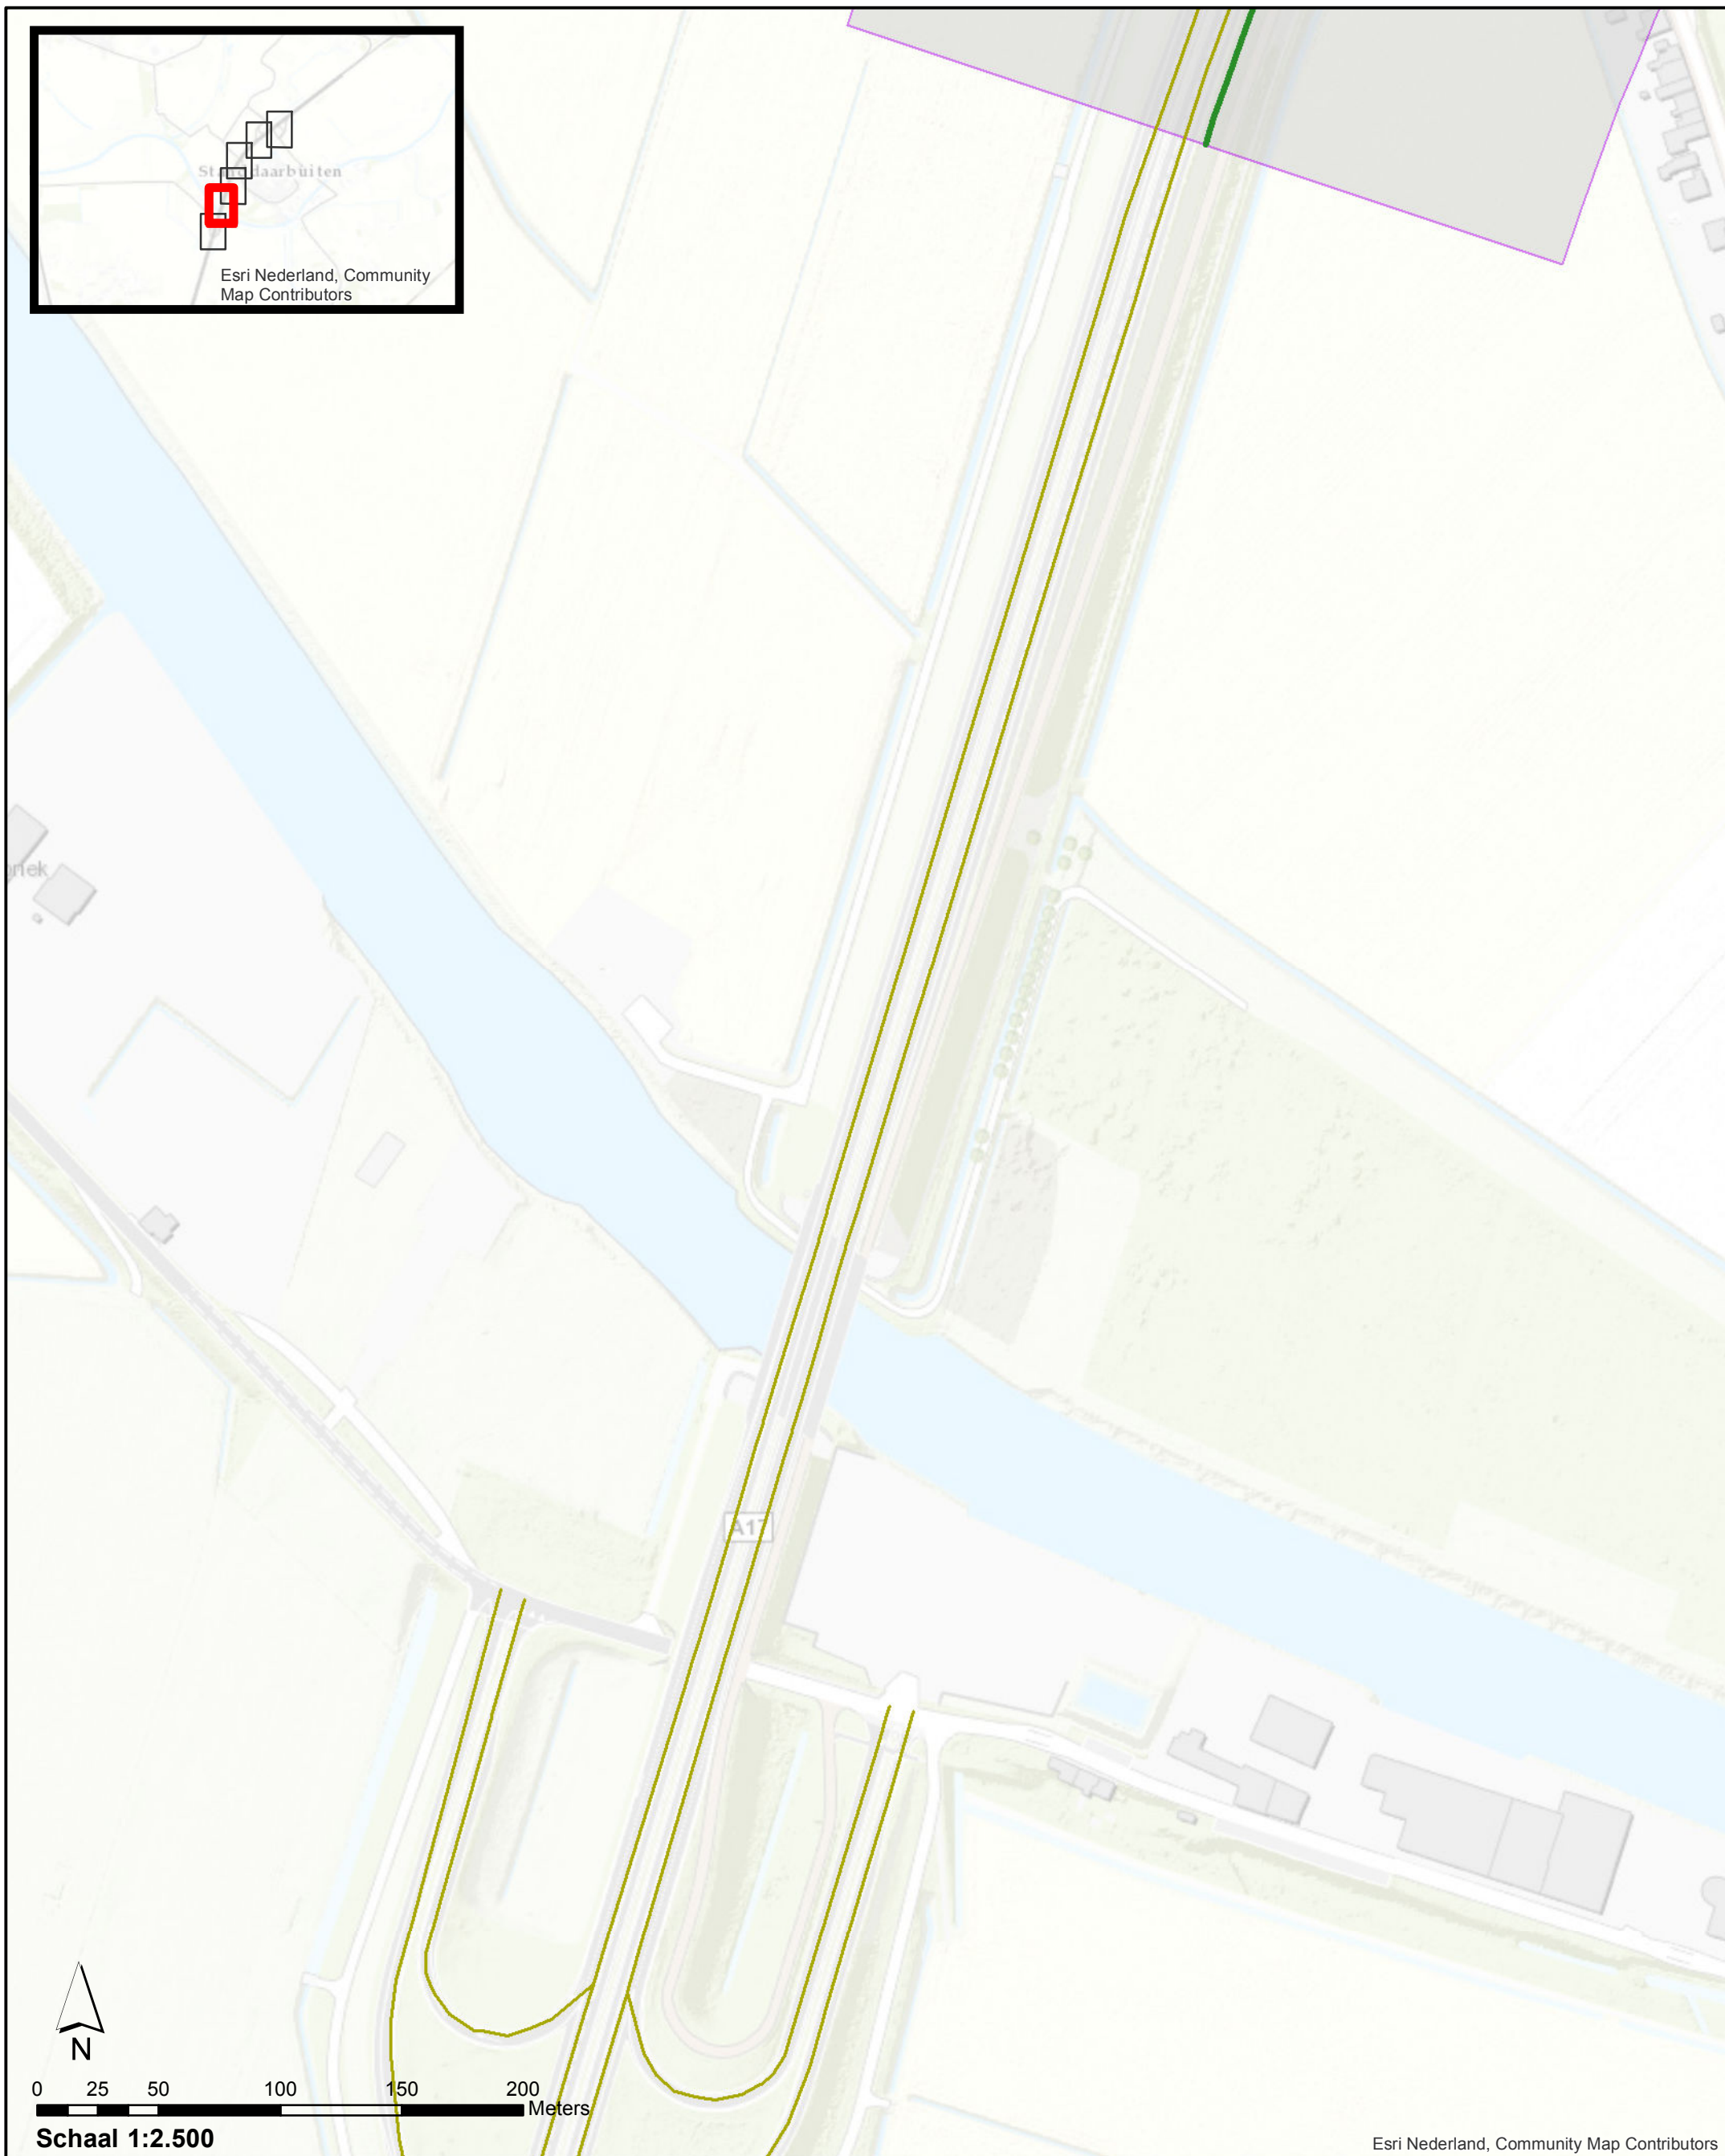 Esri Nederland, Community
Map Contributors
A17
N
0 25 50 100 150 200
Meters
Schaal 1:2.500
Esri Nederland, Community Map Contributors